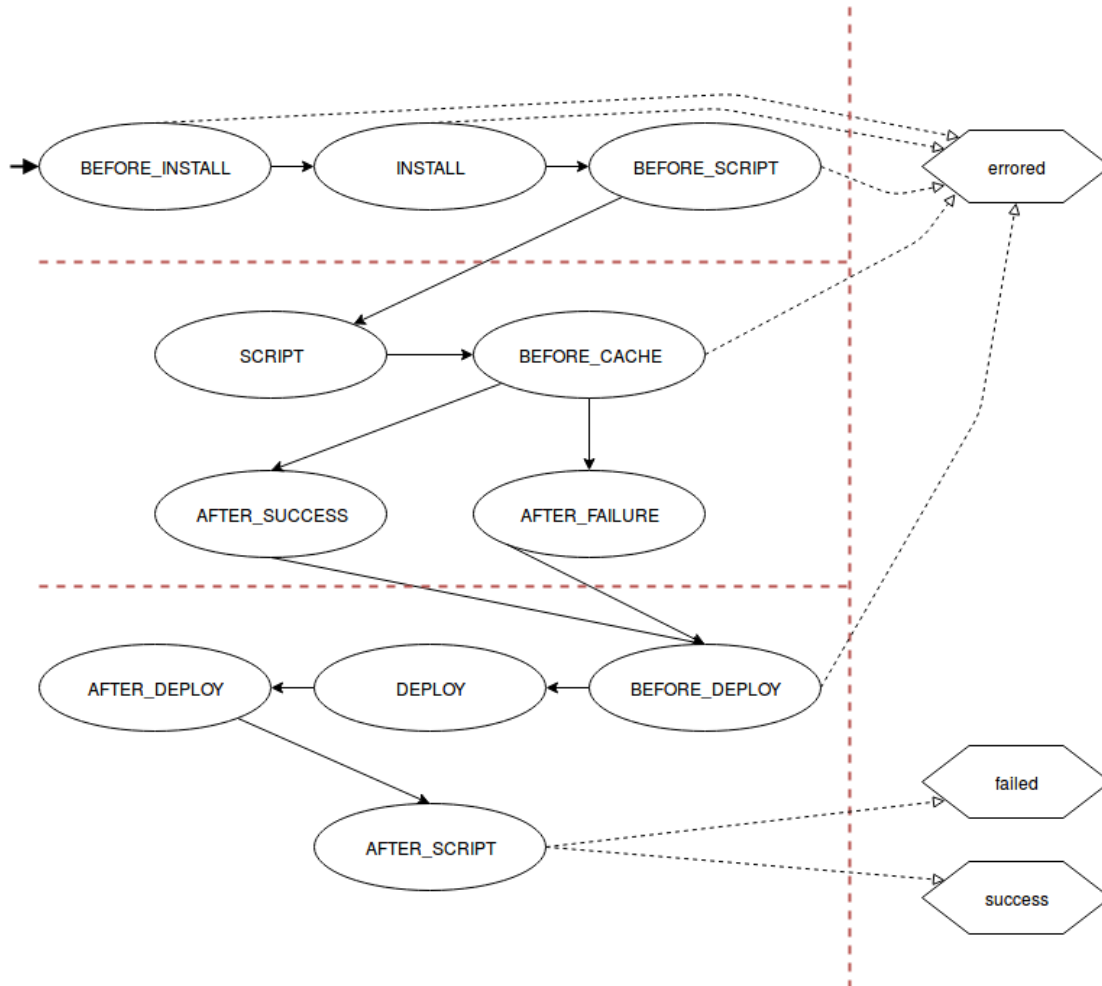 BEFORE_INSTALL
INSTALL
BEFORE_SCRIPT
errored
SCRIPT
BEFORE_CACHE
AFTER_SUCCESS
AFTER_FAILURE
AFTER_DEPLOY
DEPLOY
BEFORE_DEPLOY
failed
AFTER_SCRIPT
success